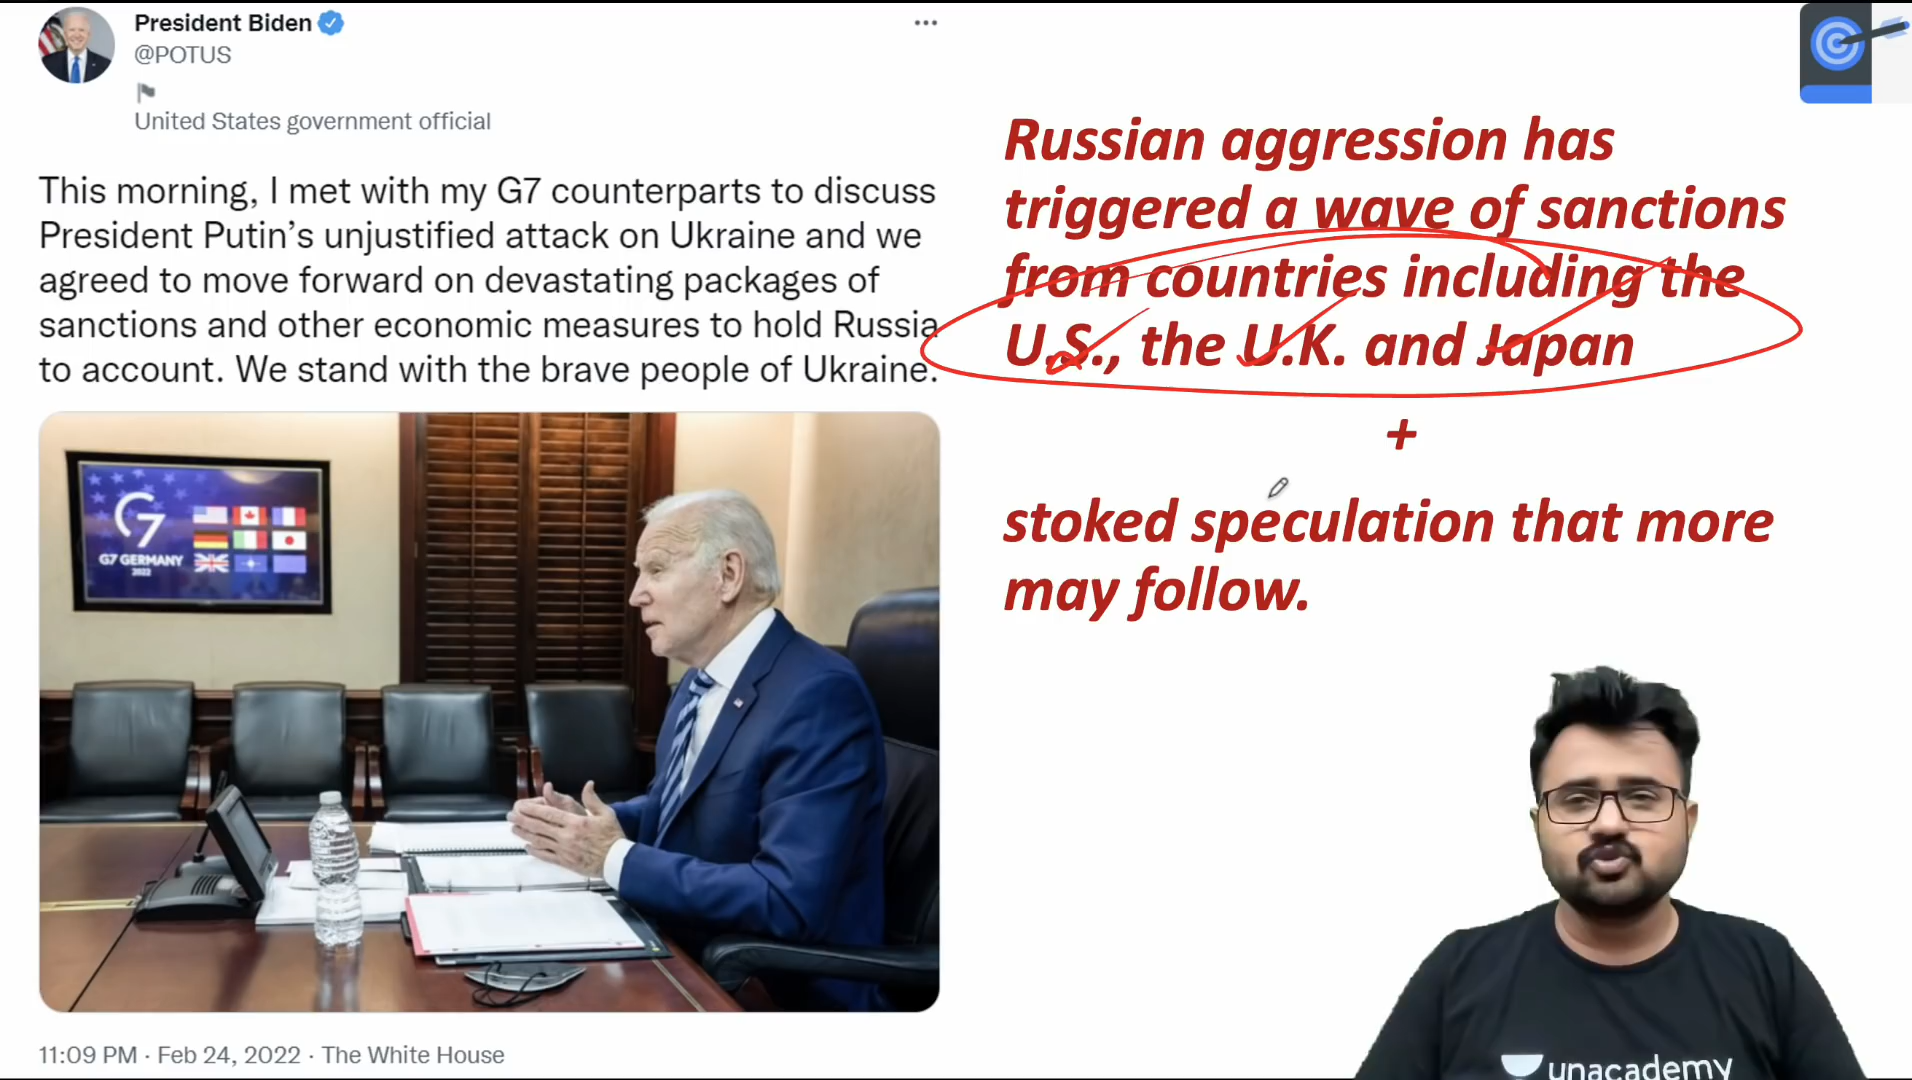 President Biden
@POTUS
United States government official
This morning, I met with my G7 counterparts to discuss
President Putin’s unjustified attack on Ukraine and we
agreed to move forward on devastating packages of
sanctions and other economic measures to hold Russia
to account. We stand with the brave people of Ukraine.
G7
G7 GERMANY
2022
11:09 PM · Feb 24, 2022 · The White House
Russian aggression has
triggered a wave of sanctions
from countries including the
U.S., the U.K. and Japan
+
stoked speculation that more
may follow.
unacademy